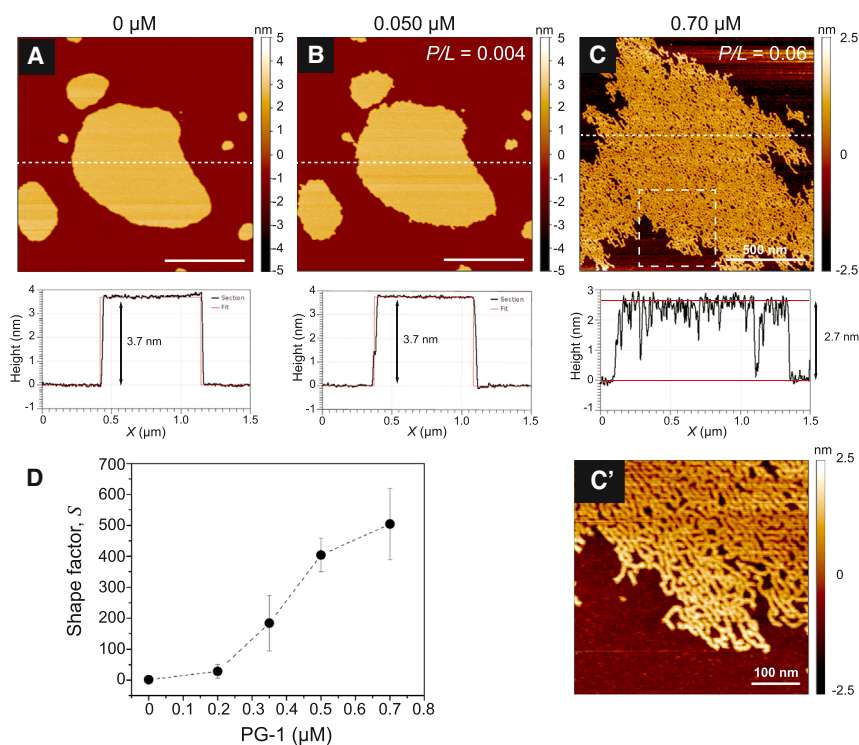 0 µM 0.050 µM 0.70 µM
A
nm
5
4
3
2
1
0
-1
-2
-3
-4
-5
B
P/L = 0.004
nm
5
4
3
2
1
0
-1
-2
-3
-4
-5
C
P/L = 0.06
500 nm
nm
2.5
0
-2.5
Height (nm)
4
3
2
1
0
-1
3.7 nm
Section
Fit
0 0.5 1.0 1.5
X (µm)
Height (nm)
4
3
2
1
0
-1
3.7 nm
Section
Fit
0 0.5 1.0 1.5
X (µm)
Height (nm)
3
2
1
0
-1
2.7 nm
0 0.5 1.0 1.5
X (µm)
D
Shape factor, S
700
600
500
400
300
200
100
0
0 0.1 0.2 0.3 0.4 0.5 0.6 0.7 0.8
PG-1 (µM)
C'
100 nm
nm
2.5
0
-2.5